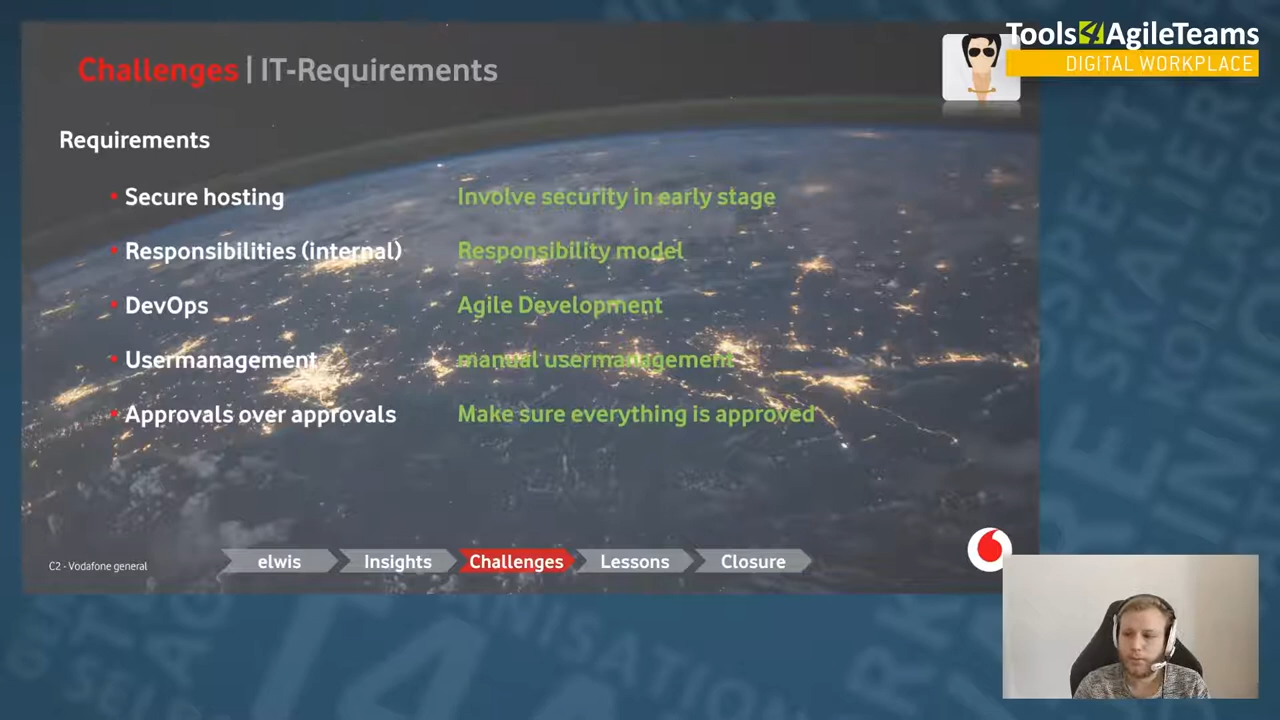 Tools4AgileTeams
DIGITAL WORKPLACE
Challenges | IT-Requirements
Requirements
• Secure hosting Involve security in early stage
• Responsibilities (internal) Responsibility model
• DevOps Agile Development
• Usermanagement manual usermanagement
• Approvals over approvals Make sure everything is approved
C2 - Vodafone general
elwis Insights Challenges Lessons Closure